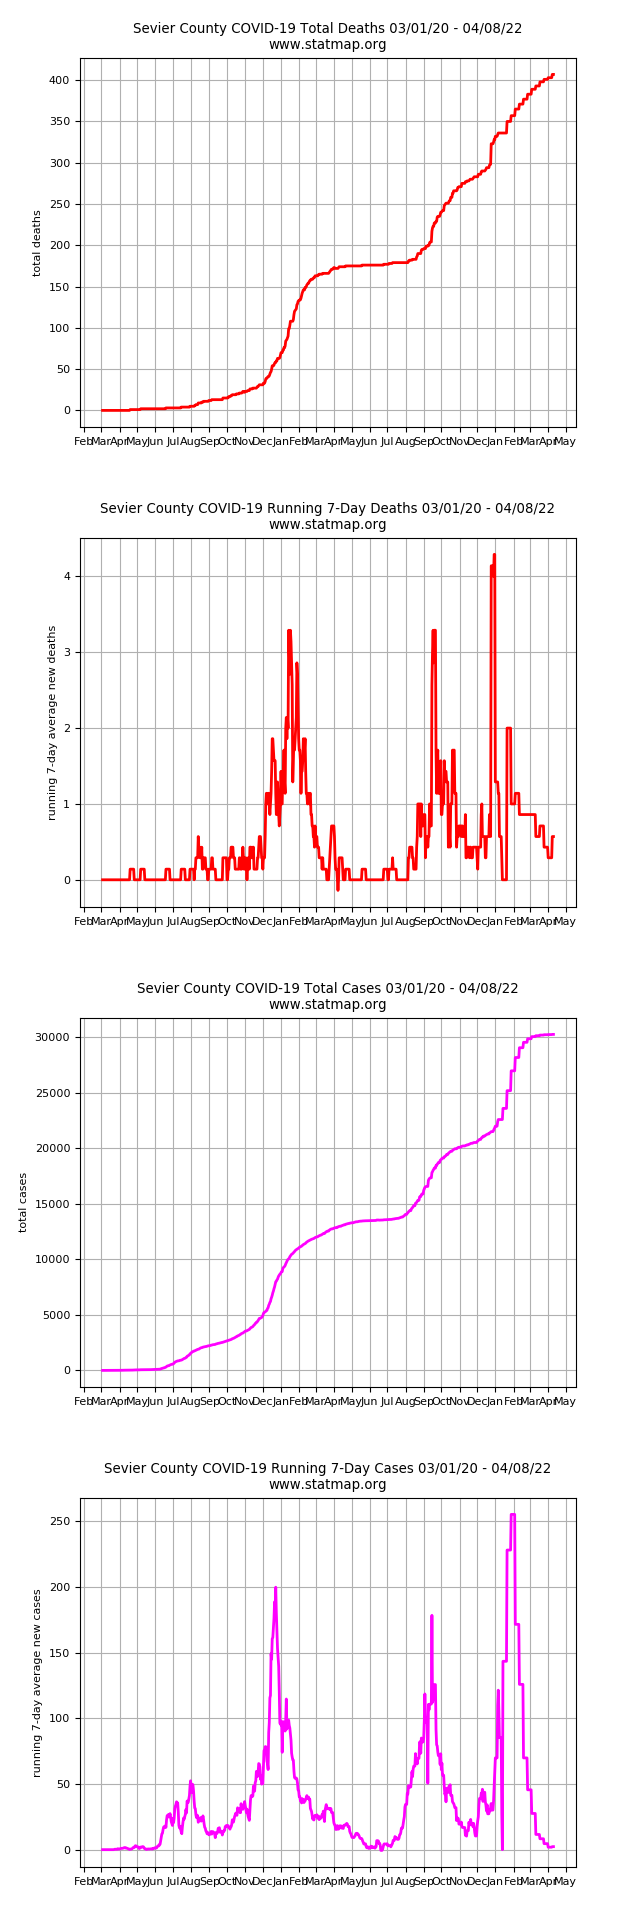 Sevier County COVID-19 Total Deaths 03/01/20 - 04/08/22
www.statmap.org
400
350
300
250
200
150
100
50
0
total deaths
Feb Mar Apr May Jun Jul Aug Sep Oct Nov Dec Jan Feb Mar Apr May Jun Jul Aug Sep Oct Nov Dec Jan Feb Mar Apr May
Sevier County COVID-19 Running 7-Day Deaths 03/01/20 - 04/08/22
www.statmap.org
4
3
2
1
0
running 7-day average new deaths
Feb Mar Apr May Jun Jul Aug Sep Oct Nov Dec Jan Feb Mar Apr May Jun Jul Aug Sep Oct Nov Dec Jan Feb Mar Apr May
Sevier County COVID-19 Total Cases 03/01/20 - 04/08/22
www.statmap.org
30000
25000
20000
15000
10000
5000
0
total cases
Feb Mar Apr May Jun Jul Aug Sep Oct Nov Dec Jan Feb Mar Apr May Jun Jul Aug Sep Oct Nov Dec Jan Feb Mar Apr May
Sevier County COVID-19 Running 7-Day Cases 03/01/20 - 04/08/22
www.statmap.org
250
200
150
100
50
0
running 7-day average new cases
Feb Mar Apr May Jun Jul Aug Sep Oct Nov Dec Jan Feb Mar Apr May Jun Jul Aug Sep Oct Nov Dec Jan Feb Mar Apr May